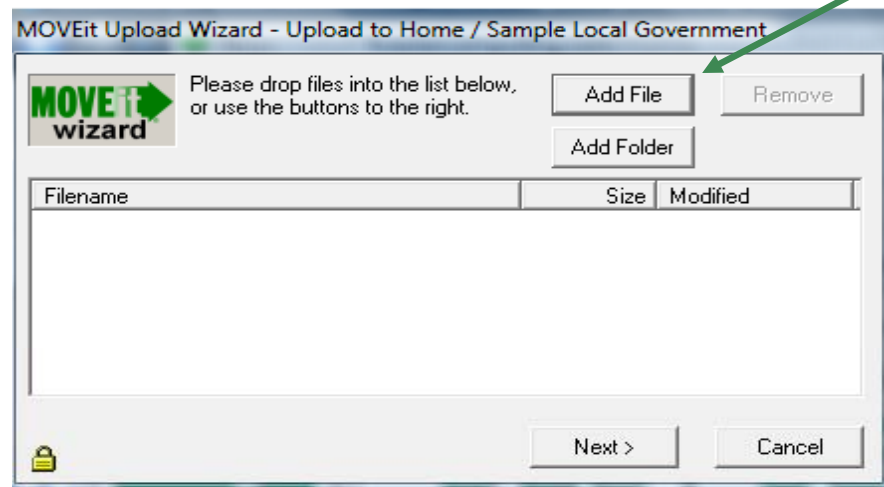 MOVEit Upload Wizard - Upload to Home / Sample Local Government
MOVEit
wizard
Please drop files into the list below,
or use the buttons to the right.
Add File
Remove
Add Folder
Filename Size Modified
Next >
Cancel